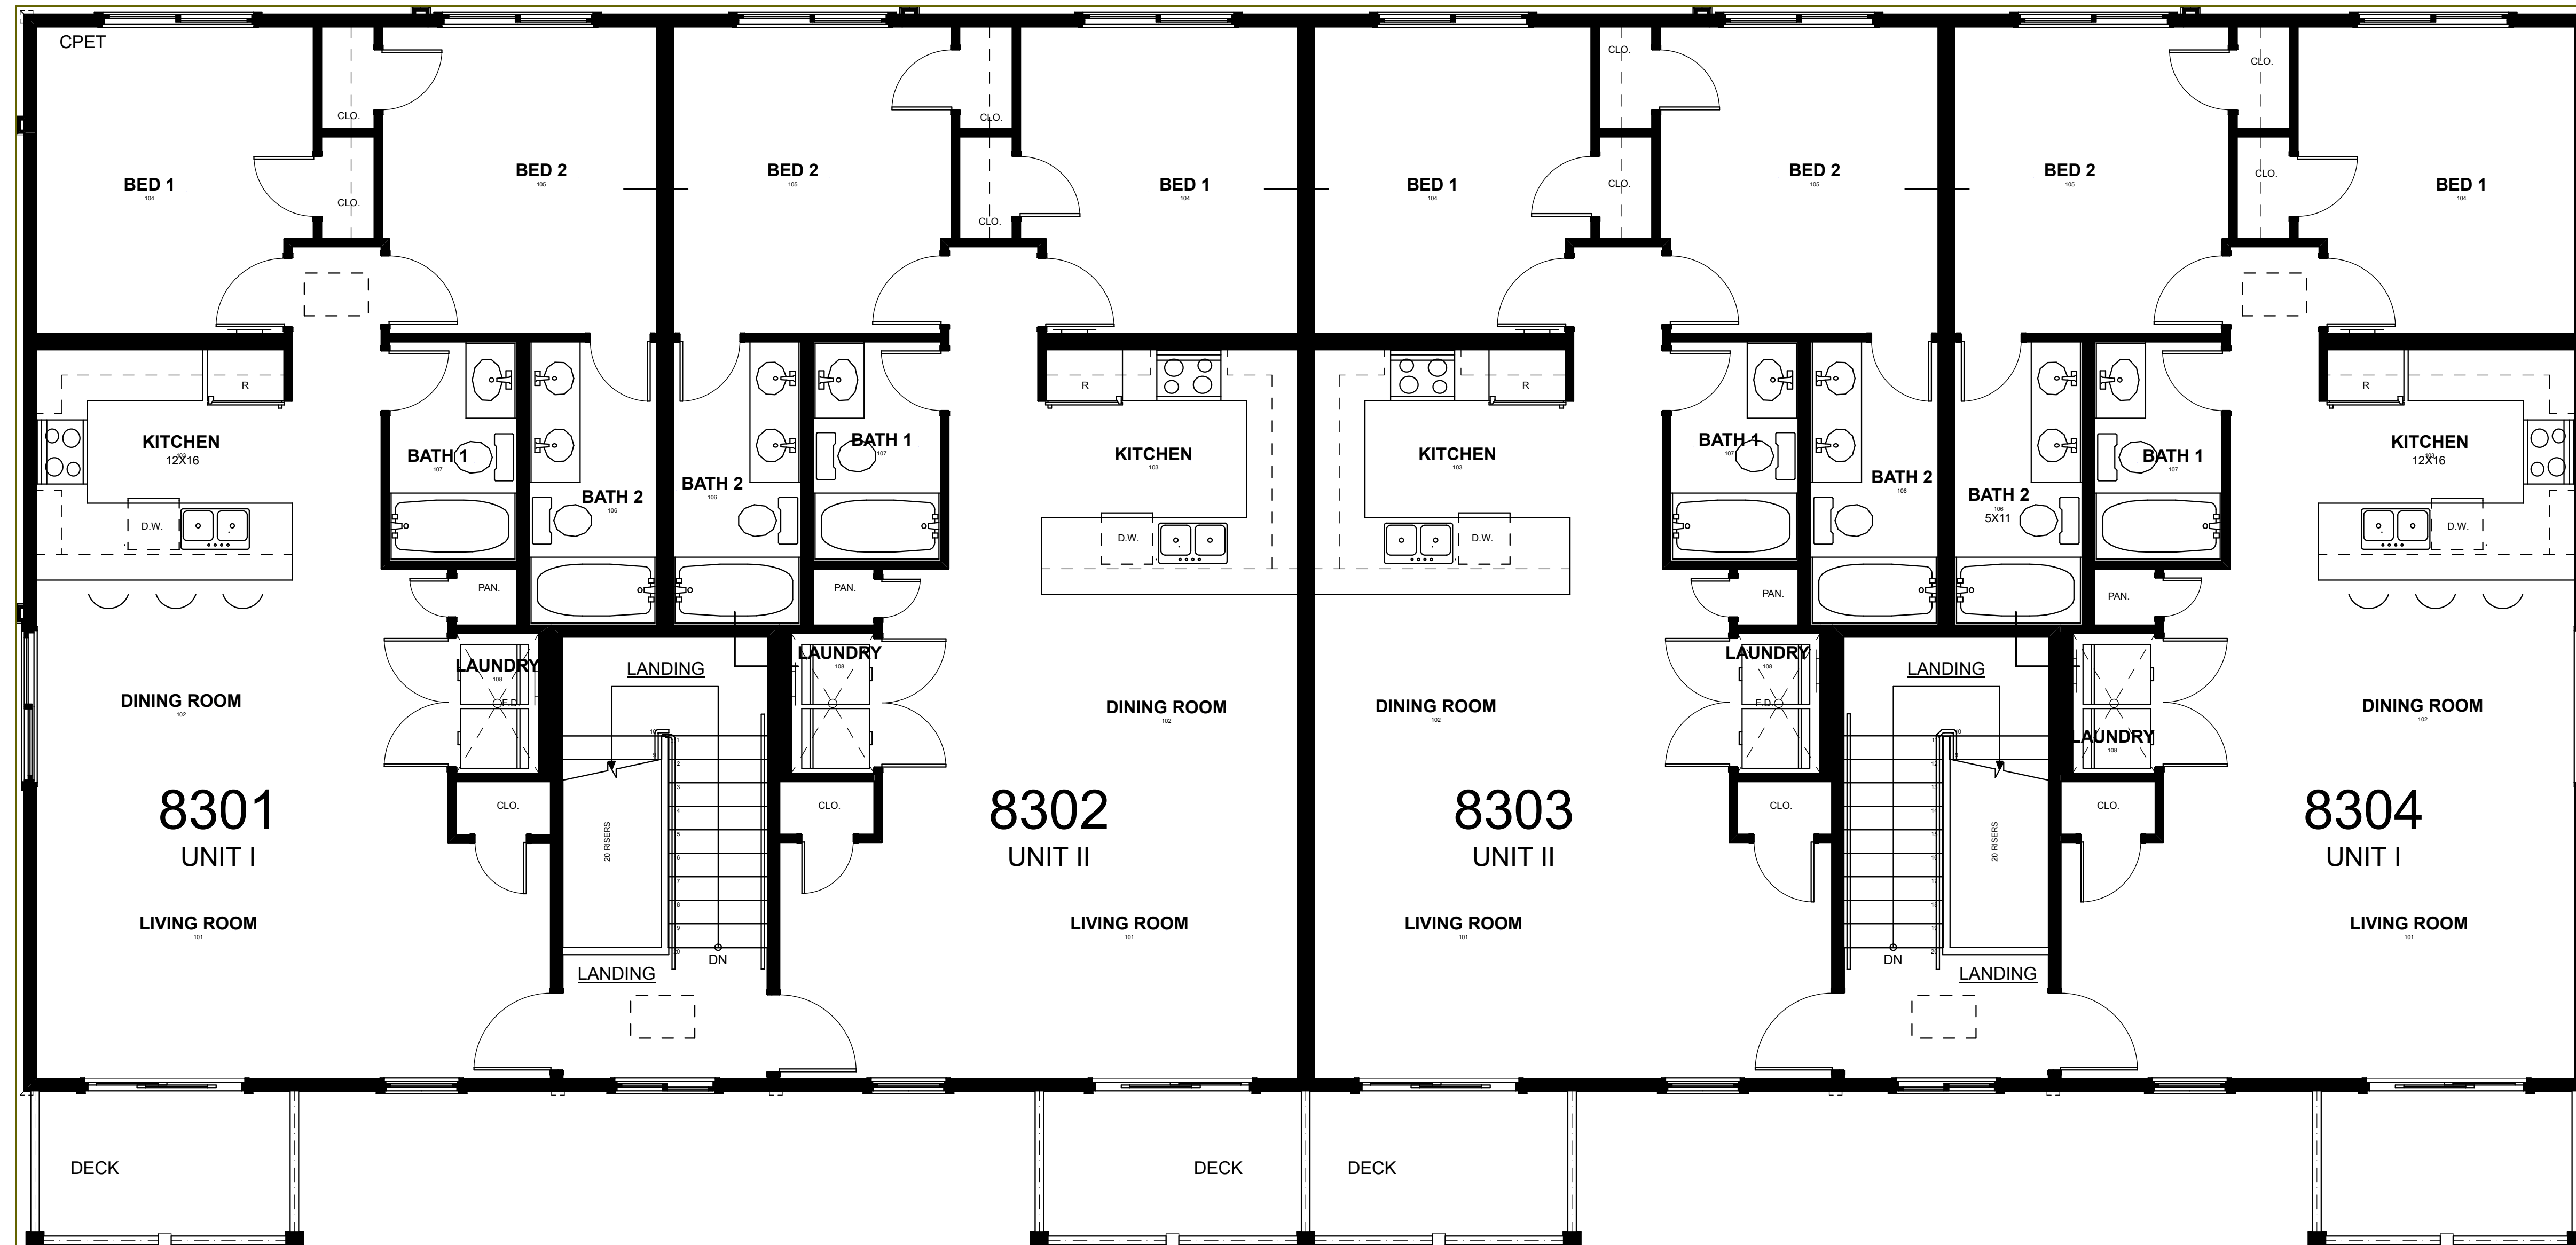 CPET
CLO.
CLO.
BED 1
104
BED 2
105
BED 2
105
CLO.
CLO.
BED 1
104
BED 1
104
CLO.
CLO.
BED 2
105
BED 2
105
CLO.
CLO.
BED 1
104
R
KITCHEN
12X16
D.W.
BATH 1
107
BATH 2
106
BATH 2
106
BATH 1
107
R
KITCHEN
103
D.W.
R
KITCHEN
103
D.W.
BATH 1
107
BATH 2
106
BATH 2
106
5X11
BATH 1
107
R
KITCHEN
12X16
D.W.
PAN.
PAN.
PAN.
PAN.
LAUNDRY
108
F.D.
LANDING
LAUNDRY
108
LAUNDRY
108
F.D.
LANDING
LAUNDRY
108
DINING ROOM
102
DINING ROOM
102
DINING ROOM
102
DINING ROOM
102
8301
UNIT I
CLO.
20 RISERS
CLO.
8302
UNIT II
8303
UNIT II
CLO.
20 RISERS
CLO.
8304
UNIT I
LIVING ROOM
101
LIVING ROOM
101
LIVING ROOM
101
LIVING ROOM
101
DN
LANDING
DN
LANDING
DECK
DECK
DECK